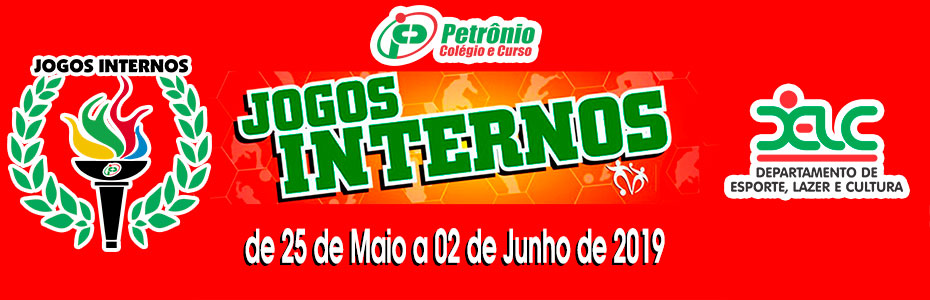 Petrônio
Colégio e Curso
JOGOS INTERNOS
JOGOS
INTERNOS
DELC
DEPARTAMENTO DE
ESPORTE, LAZER E CULTURA
de 25 de Maio a 02 de Junho de 2019